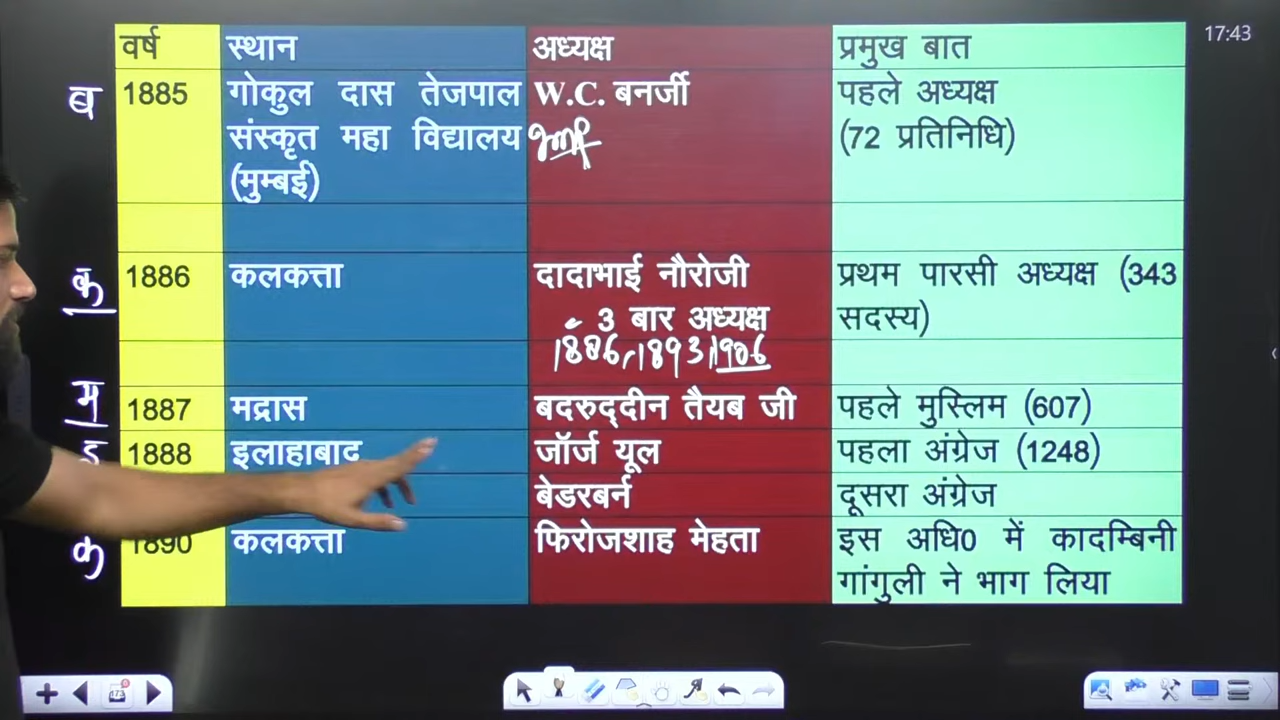 17:43
वर्ष स्थान अध्यक्ष प्रमुख बात
ब 1885 गोकुल दास तेजपाल W.C. बनर्जी पहले अध्यक्ष
संस्कृत महा विद्यालय Imp (72 प्रतिनिधि)
(मुम्बई)
क 1886 कलकत्ता दादाभाई नौरोजी प्रथम पारसी अध्यक्ष (343
3 बार अध्यक्ष सदस्य)
1886, 1893, 1906
म 1887 मद्रास बदरुद्दीन तैयब जी पहले मुस्लिम (607)
1888 इलाहाबाद जॉर्ज यूल पहला अंग्रेज (1248)
बेडरबर्न दूसरा अंग्रेज
क 1890 कलकत्ता फिरोजशाह मेहता इस अधि0 में कादम्बिनी
गांगुली ने भाग लिया